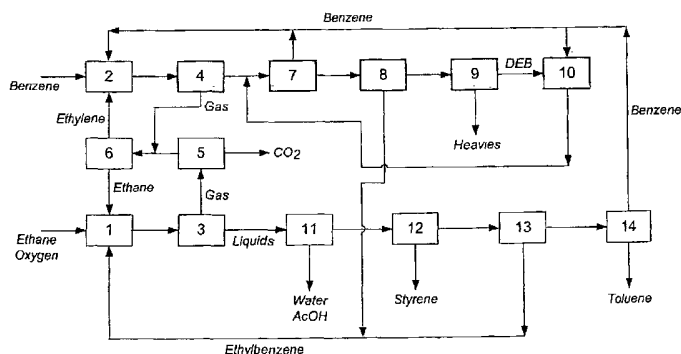 Benzene
DEB
2
4
7
8
9
10
Benzene
Gas
Ethylene
Heavies
Benzene
6
5
CO2
Ethane
Gas
1
3
11
12
13
14
Ethane
Oxygen
Liquids
Water
AcOH
Styrene
Toluene
Ethylbenzene